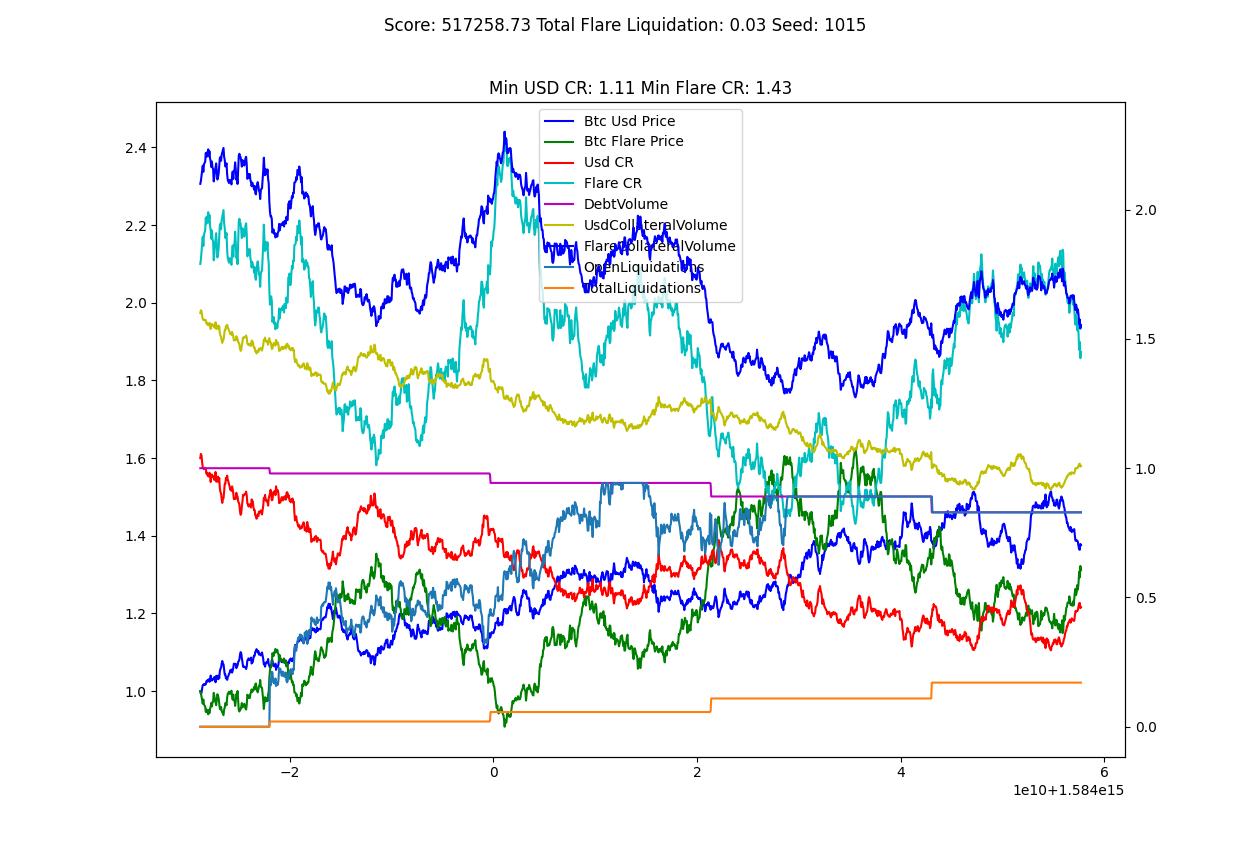 Score: 517258.73 Total Flare Liquidation: 0.03 Seed: 1015
Min USD CR: 1.11 Min Flare CR: 1.43
Btc Usd Price
Btc Flare Price
Usd CR
Flare CR
DebtVolume
UsdCollateralVolume
FlareCollateralVolume
OpenLiquidations
TotalLiquidations
2.4
2.2
2.0
1.8
1.6
1.4
1.2
1.0
2.0
1.5
1.0
0.5
0.0
−2
0
2
4
6
1e10+1.584e15